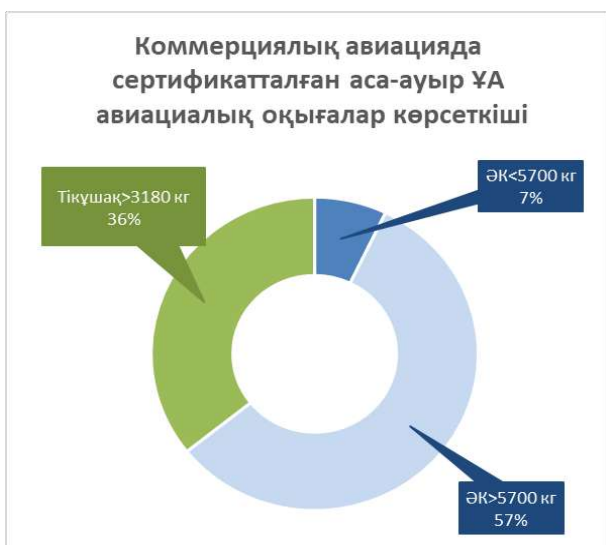 Коммерциялық авиацияда
сертификатталған аса-ауыр ҰА
авиациалық оқығалар көрсеткіші
ӘК<5700 кг
7%
Тікұшақ>3180 кг
36%
ӘК>5700 кг
57%